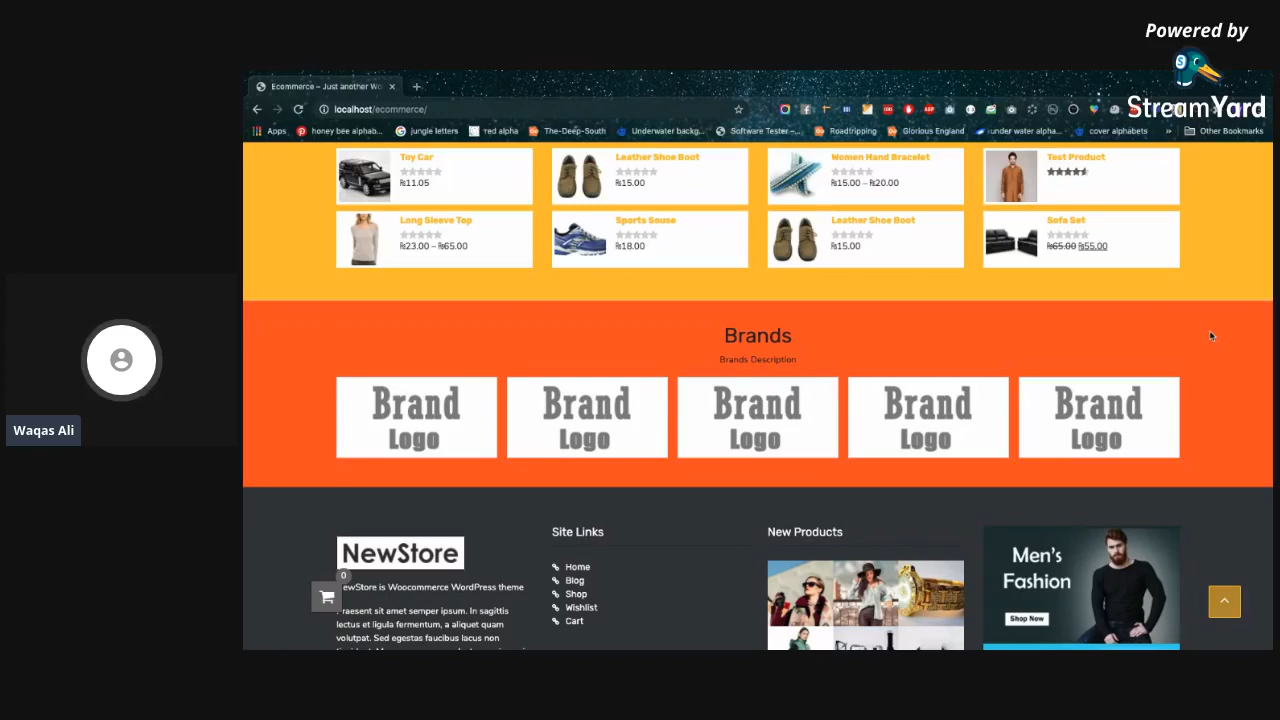 Powered by
StreamYard
Ecommerce – Just another Wo
localhost/ecommerce/
Apps
honey bee alphab...
jungle letters
red alpha
The-Deep-South
Underwater backg...
Software Tester –...
Roadtripping
Glorious England
under water alpha...
cover alphabets
»
Other Bookmarks
Toy Car
₨11.05
Leather Shoe Boot
₨15.00
Women Hand Bracelet
₨15.00 – ₨20.00
Test Product
Long Sleeve Top
₨23.00 – ₨65.00
Sports Souse
₨18.00
Leather Shoe Boot
₨15.00
Sofa Set
₨65.00 ₨55.00
Brands
Brands Description
Brand
Logo
Brand
Logo
Brand
Logo
Brand
Logo
Brand
Logo
Waqas Ali
NewStore
0
ewStore is Woocommerce WordPress theme
raesent sit amet semper ipsum. In sagittis
lectus et ligula fermentum, a aliquet quam
volutpat. Sed egestas faucibus lacus non
Site Links
Home
Blog
Shop
Wishlist
Cart
New Products
Men's
Fashion
Shop Now